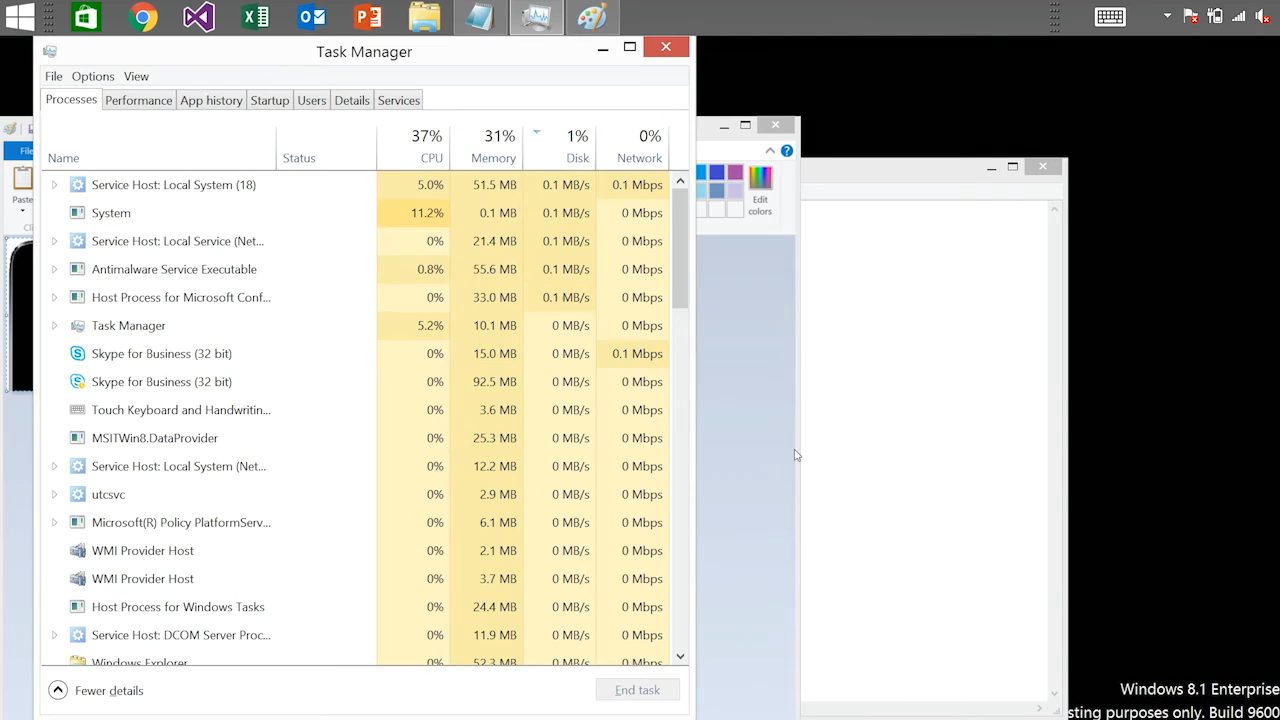 Task Manager
File Options View
Processes Performance App history Startup Users Details Services
37% 31% 1% 0%
Name Status CPU Memory Disk Network
Service Host: Local System (18) 5.0% 51.5 MB 0.1 MB/s 0.1 Mbps
System 11.2% 0.1 MB 0 MB/s 0 Mbps
Service Host: Local Service (Net... 0% 21.4 MB 0.1 MB/s 0 Mbps
Antimalware Service Executable 0.8% 55.6 MB 0.1 MB/s 0 Mbps
Host Process for Microsoft Conf... 0% 33.0 MB 0.1 MB/s 0 Mbps
Task Manager 5.2% 10.1 MB 0 MB/s 0 Mbps
Skype for Business (32 bit) 0% 15.0 MB 0 MB/s 0.1 Mbps
Skype for Business (32 bit) 0% 92.5 MB 0 MB/s 0 Mbps
Touch Keyboard and Handwritin... 0% 3.6 MB 0 MB/s 0 Mbps
MSITWin8.DataProvider 0% 25.3 MB 0 MB/s 0 Mbps
Service Host: Local System (Net... 0% 12.2 MB 0 MB/s 0 Mbps
utcsvc 0% 2.9 MB 0 MB/s 0 Mbps
Microsoft(R) Policy PlatformServ... 0% 6.1 MB 0 MB/s 0 Mbps
WMI Provider Host 0% 2.1 MB 0 MB/s 0 Mbps
WMI Provider Host 0% 3.7 MB 0 MB/s 0 Mbps
Host Process for Windows Tasks 0% 24.4 MB 0 MB/s 0 Mbps
Service Host: DCOM Server Proc... 0% 11.9 MB 0 MB/s 0 Mbps
Windows Explorer 0% 52.3 MB 0 MB/s 0 Mbps
Fewer details End task
File
Paste
Edit
colors
Windows 8.1 Enterprise
sting purposes only. Build 9600